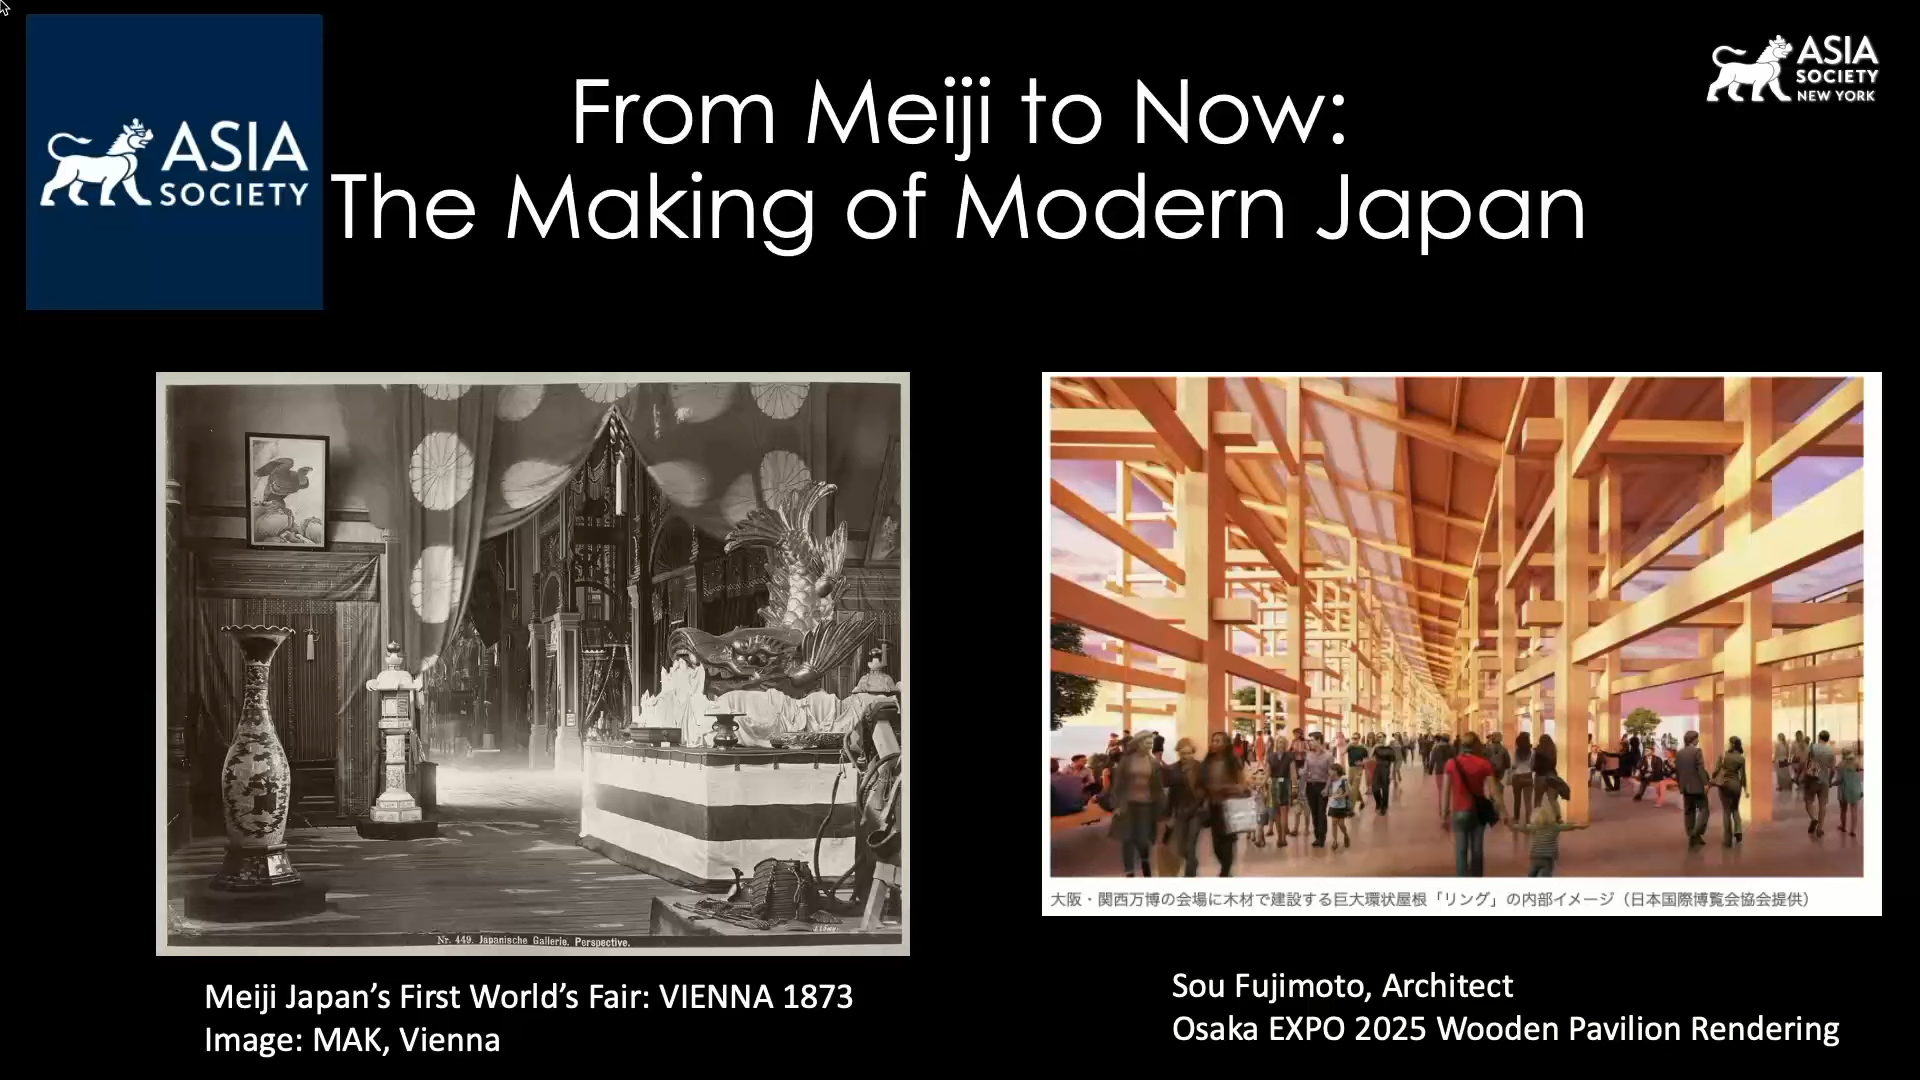 ASIA
SOCIETY
From Meiji to Now:
The Making of Modern Japan
ASIA
SOCIETY
NEW YORK
Nr. 449. Japanische Gallerie. Perspective.
大阪・関西万博の会場に木材で建設する巨大環状屋根「リング」の内部イメージ（日本国際博覧会協会提供）
Meiji Japan’s First World’s Fair: VIENNA 1873
Image: MAK, Vienna
Sou Fujimoto, Architect
Osaka EXPO 2025 Wooden Pavilion Rendering